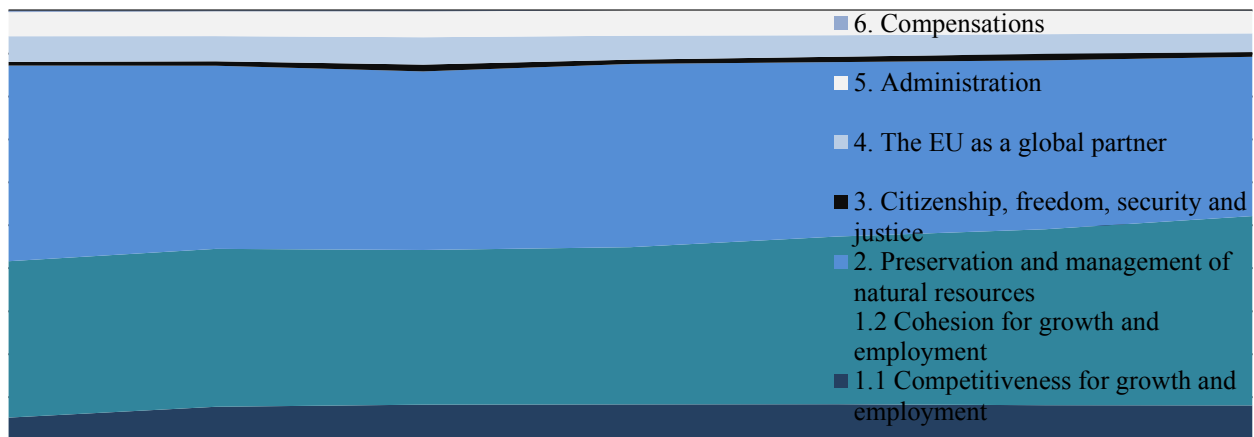 6. Compensations
5. Administration
4. The EU as a global partner
3. Citizenship, freedom, security and
justice
2. Preservation and management of
natural resources
1.2 Cohesion for growth and
employment
1.1 Competitiveness for growth and
employment